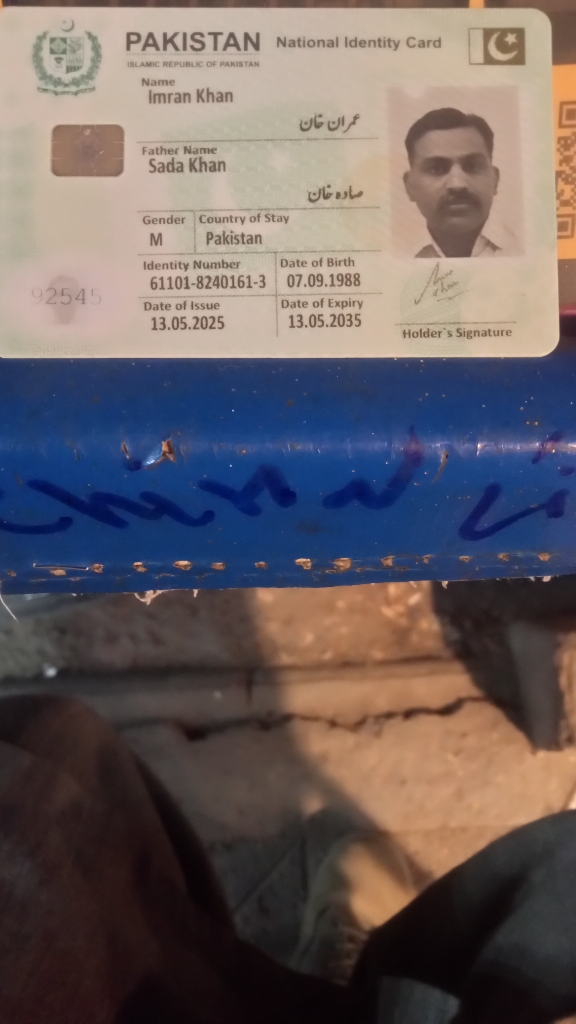 PAKISTAN National Identity Card
ISLAMIC REPUBLIC OF PAKISTAN
Name
Imran Khan
عمران خان
Father Name
Sada Khan
صادہ خان
Gender Country of Stay
M Pakistan
Identity Number Date of Birth
61101-8240161-3 07.09.1988
92545
Date of Issue Date of Expiry
13.05.2025 13.05.2035
Holder's Signature